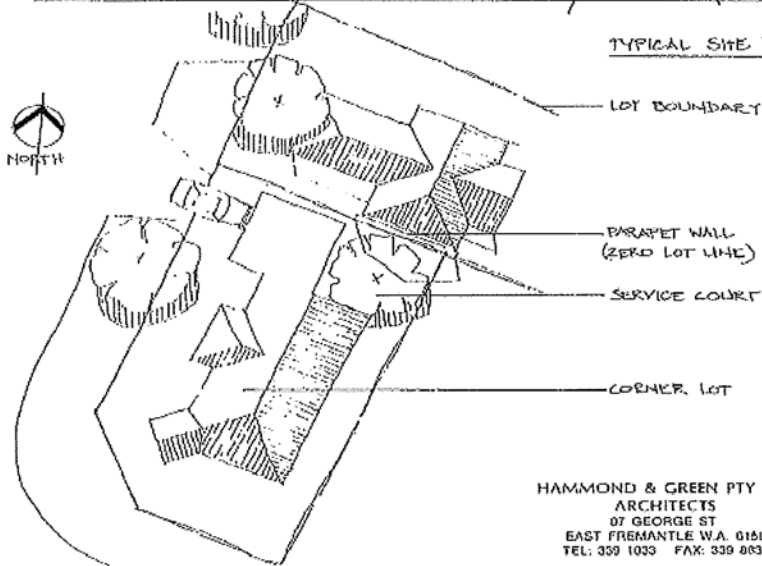 TYPICAL SITE
LOT BOUNDARY
NORTH
PARAPET WALL
(ZERO LOT LINE)
SERVICE COURT
CORNER LOT
HAMMOND & GREEN PTY
ARCHITECTS
GEORGE ST
EAST FREMANTLE W.A.
TEL: 339 1033 FAX: 339